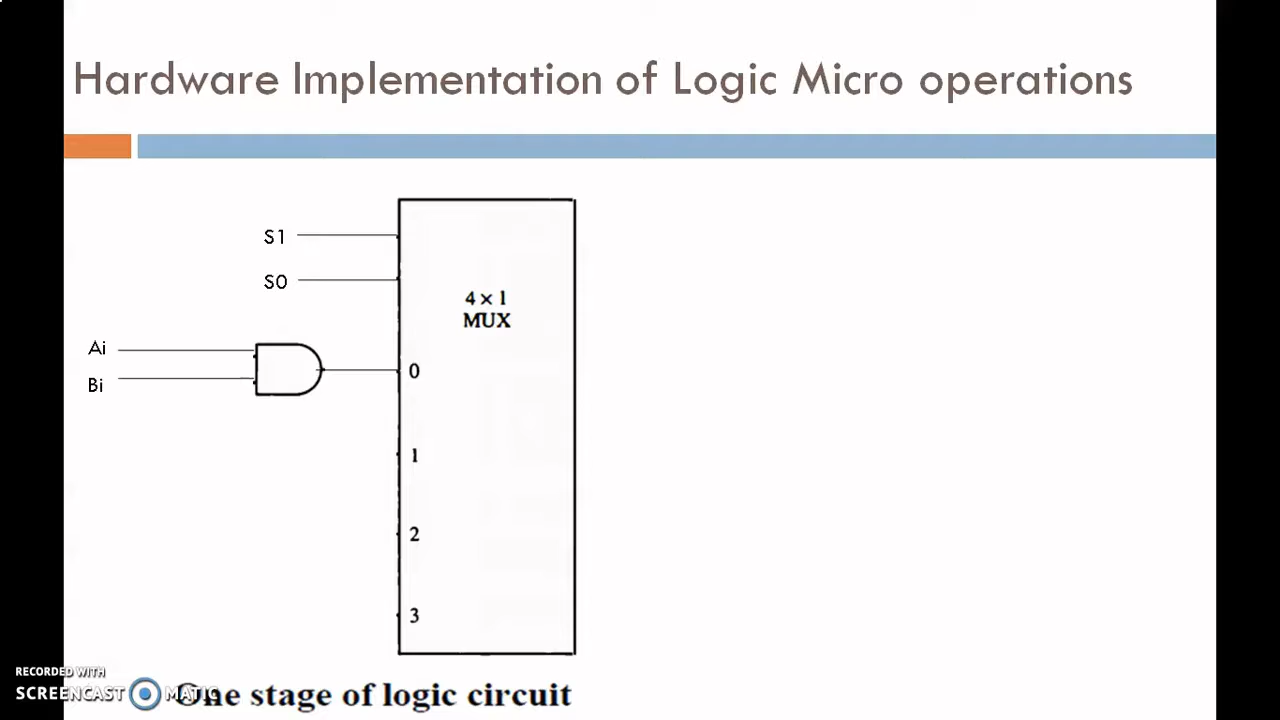 Hardware Implementation of Logic Micro operations
S1
S0
4 × 1
MUX
Ai
Bi
0
1
2
3
RECORDED WITH
SCREENCAST MATIC
One stage of logic circuit